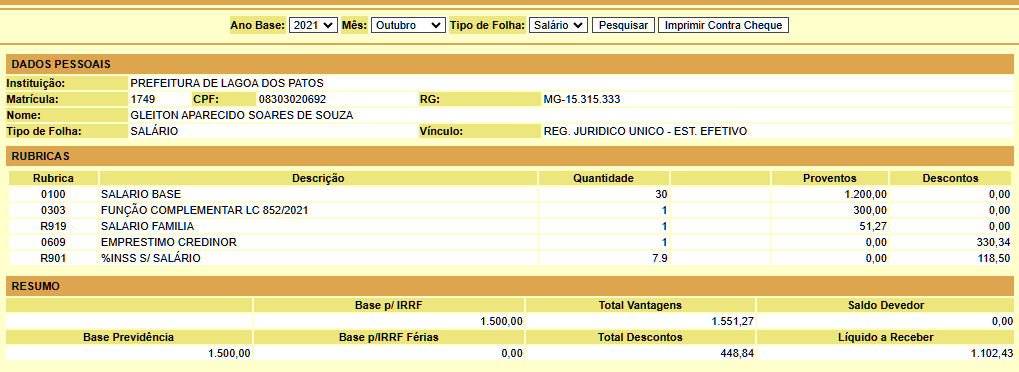 Ano Base: 2021 Mês: Outubro Tipo de Folha: Salário Pesquisar Imprimir Contra Cheque
DADOS PESSOAIS
Instituição: PREFEITURA DE LAGOA DOS PATOS
Matrícula: 1749 CPF: 08303020692 RG: MG-15.315.333
Nome: GLEITON APARECIDO SOARES DE SOUZA
Tipo de Folha: SALÁRIO Vínculo: REG. JURIDICO UNICO - EST. EFETIVO
RUBRICAS
Rubrica Descrição Quantidade Proventos Descontos
0100 SALARIO BASE 30 1.200,00 0,00
0303 FUNÇÃO COMPLEMENTAR LC 852/2021 1 300,00 0,00
R919 SALARIO FAMILIA 1 51,27 0,00
0609 EMPRESTIMO CREDINOR 1 0,00 330,34
R901 %INSS S/ SALÁRIO 7.9 0,00 118,50
RESUMO
Base p/ IRRF Total Vantagens Saldo Devedor
1.500,00 1.551,27 0,00
Base Previdência Base p/IRRF Férias Total Descontos Líquido a Receber
1.500,00 0,00 448,84 1.102,43